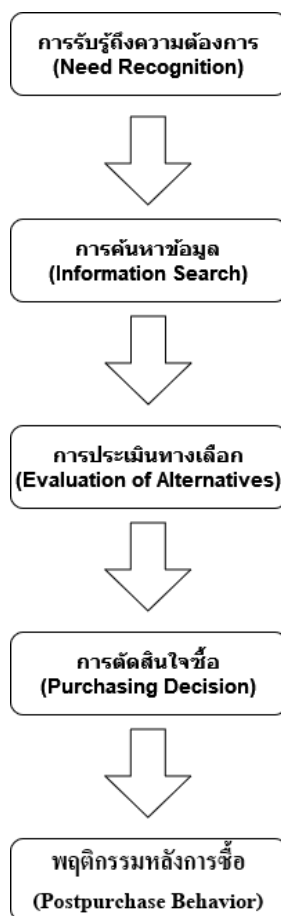 การรับรู้ถึงความต้องการ
(Need Recognition)
การค้นหาข้อมูล
(Information Search)
การประเมินทางเลือก
(Evaluation of Alternatives)
การตัดสินใจซื้อ
(Purchasing Decision)
พฤติกรรมหลังการซื้อ
(Postpurchase Behavior)